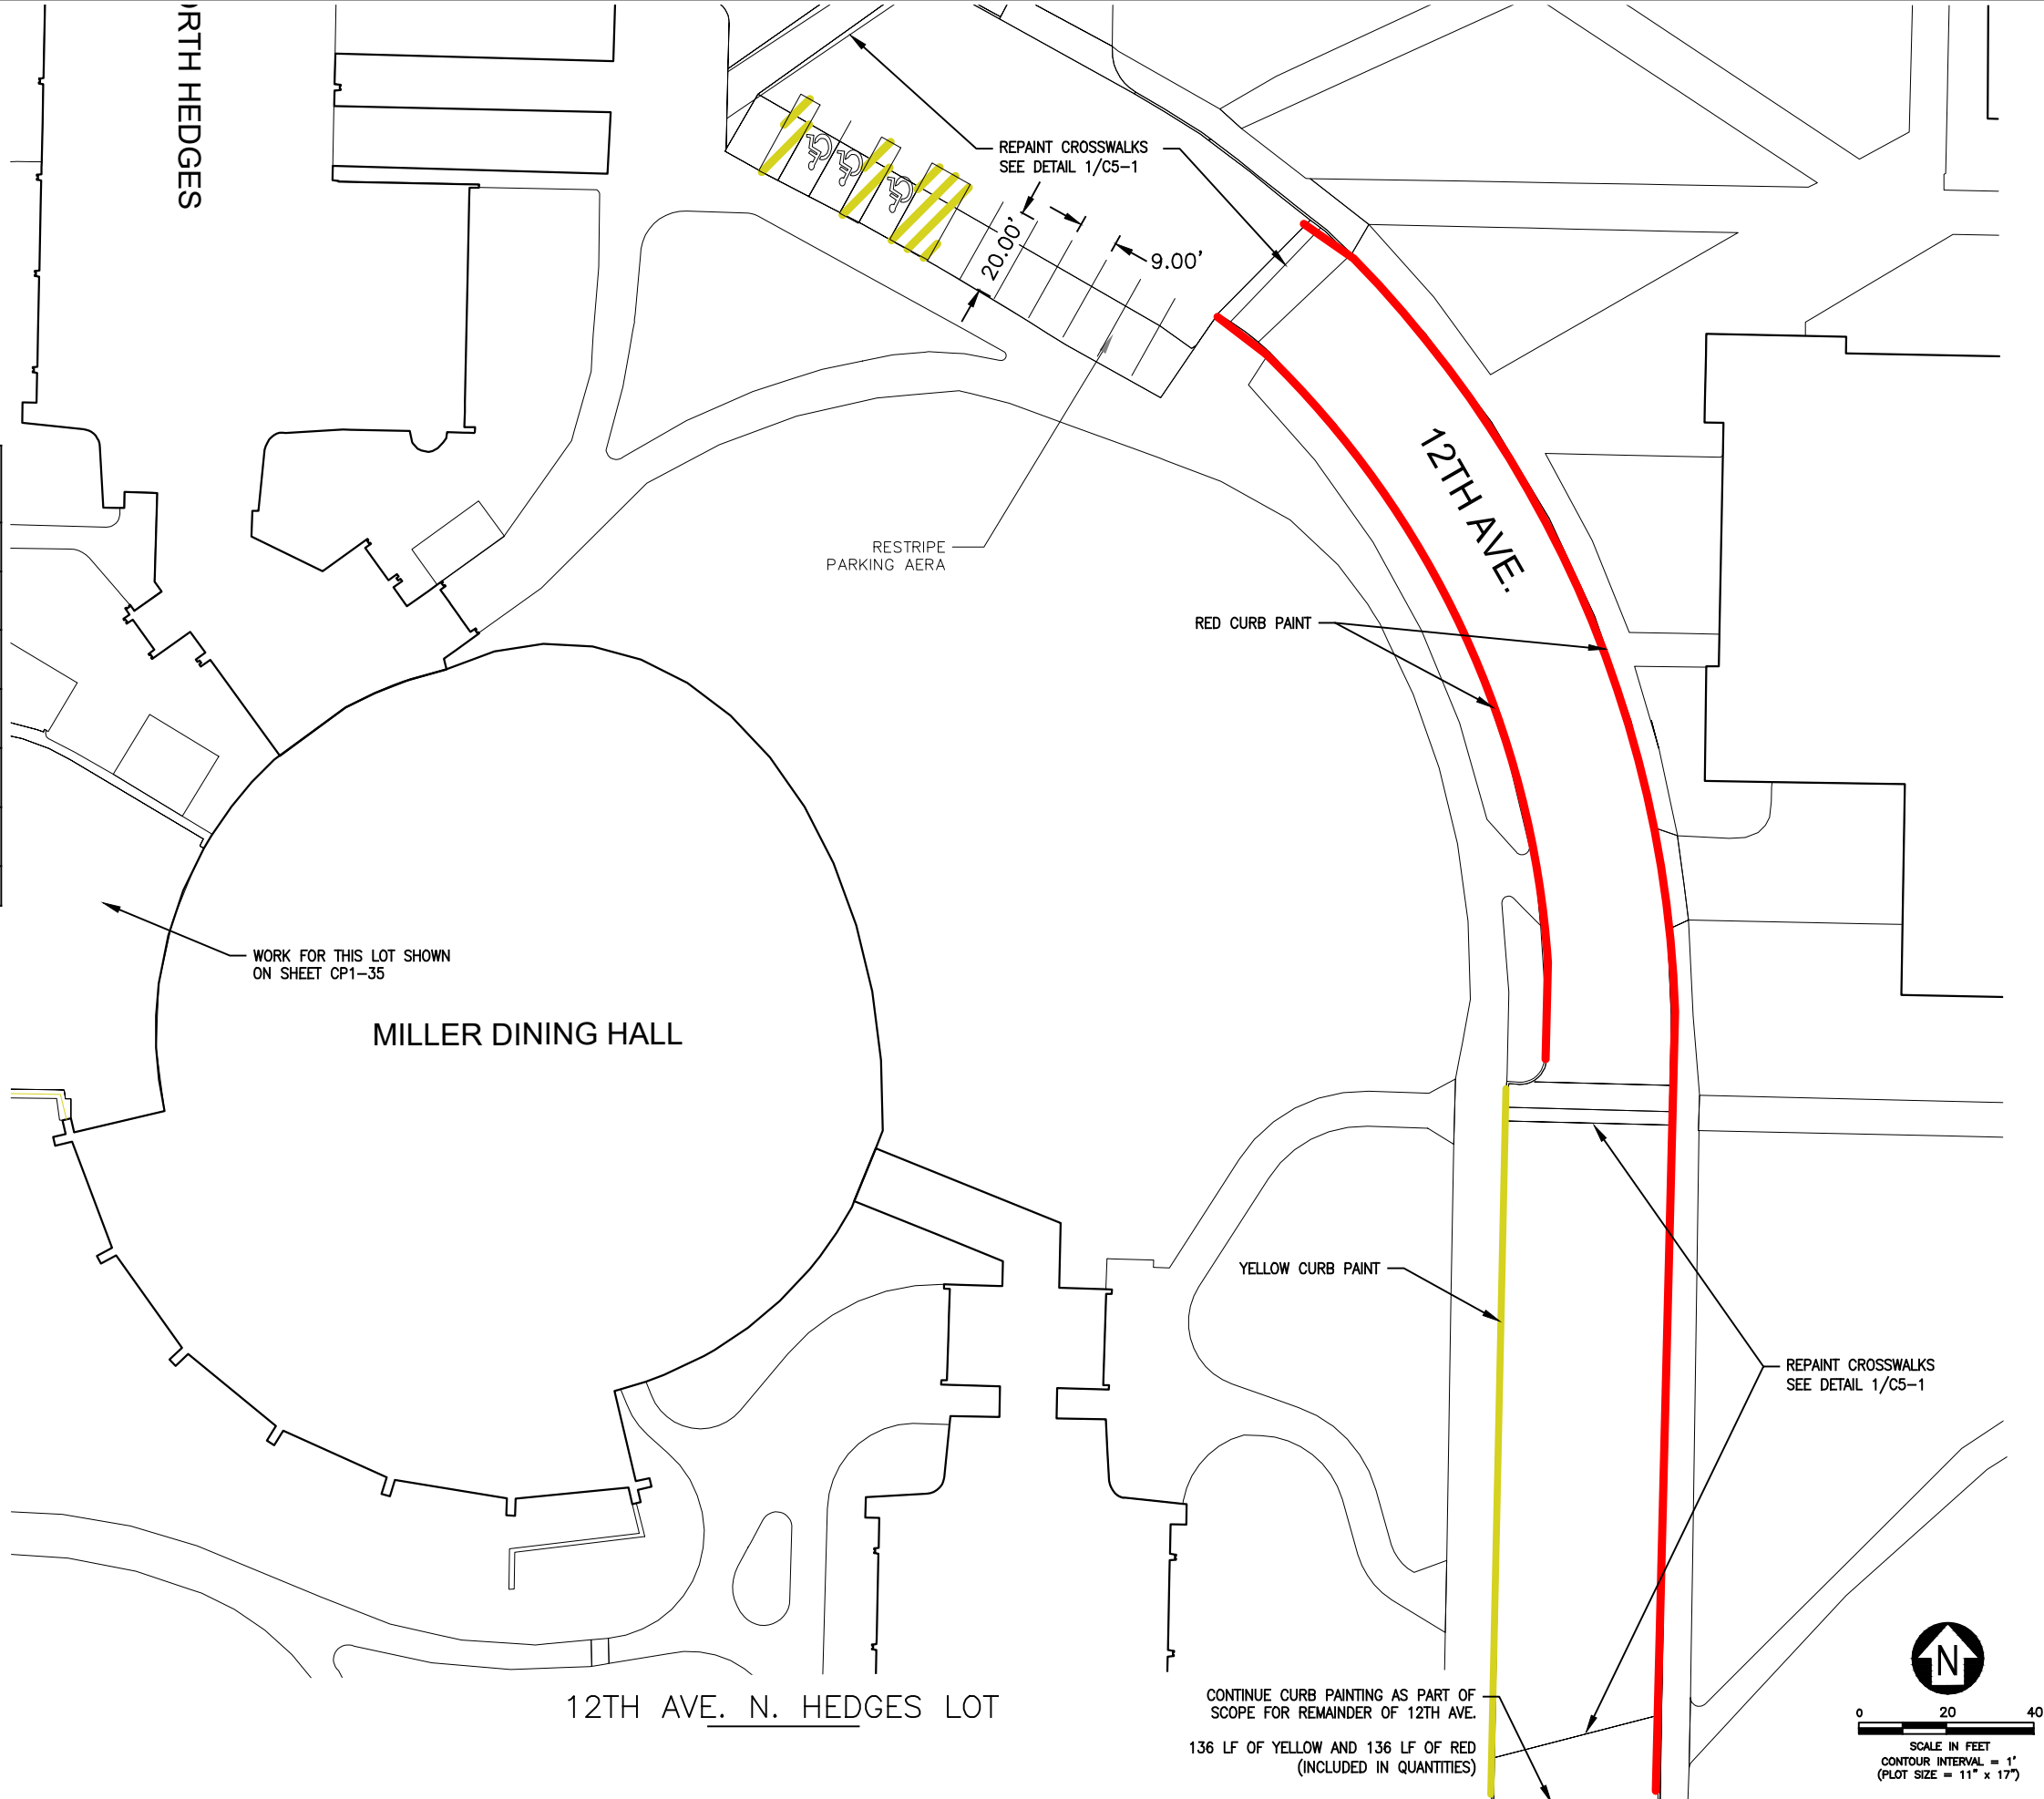 ORTH HEDGES
REPAINT CROSSWALKS
SEE DETAIL 1/C5-1
20.00'
9.00'
12TH AVE.
RESTRIPE
PARKING AERA
RED CURB PAINT
WORK FOR THIS LOT SHOWN
ON SHEET CP1-35
MILLER DINING HALL
YELLOW CURB PAINT
REPAINT CROSSWALKS
SEE DETAIL 1/C5-1
12TH AVE. N. HEDGES LOT
CONTINUE CURB PAINTING AS PART OF
SCOPE FOR REMAINDER OF 12TH AVE.
136 LF OF YELLOW AND 136 LF OF RED
(INCLUDED IN QUANTITIES)
N
0 20 40
SCALE IN FEET
CONTOUR INTERVAL = 1'
(PLOT SIZE = 11" x 17")